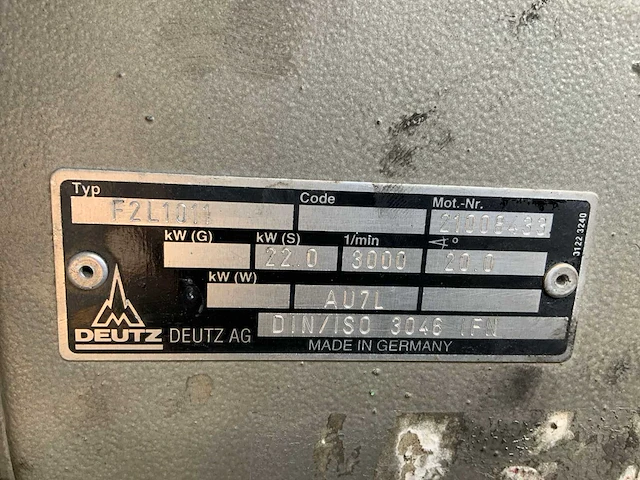 Typ Code Mot.-Nr.
F2L1011
kW (G) kW (S) 1/min ∢°
22.0 3000 20.0
kW (W)
AU7L
DIN/ISO 3046 IFN
DEUTZ DEUTZ AG
MADE IN GERMANY
3122 3240